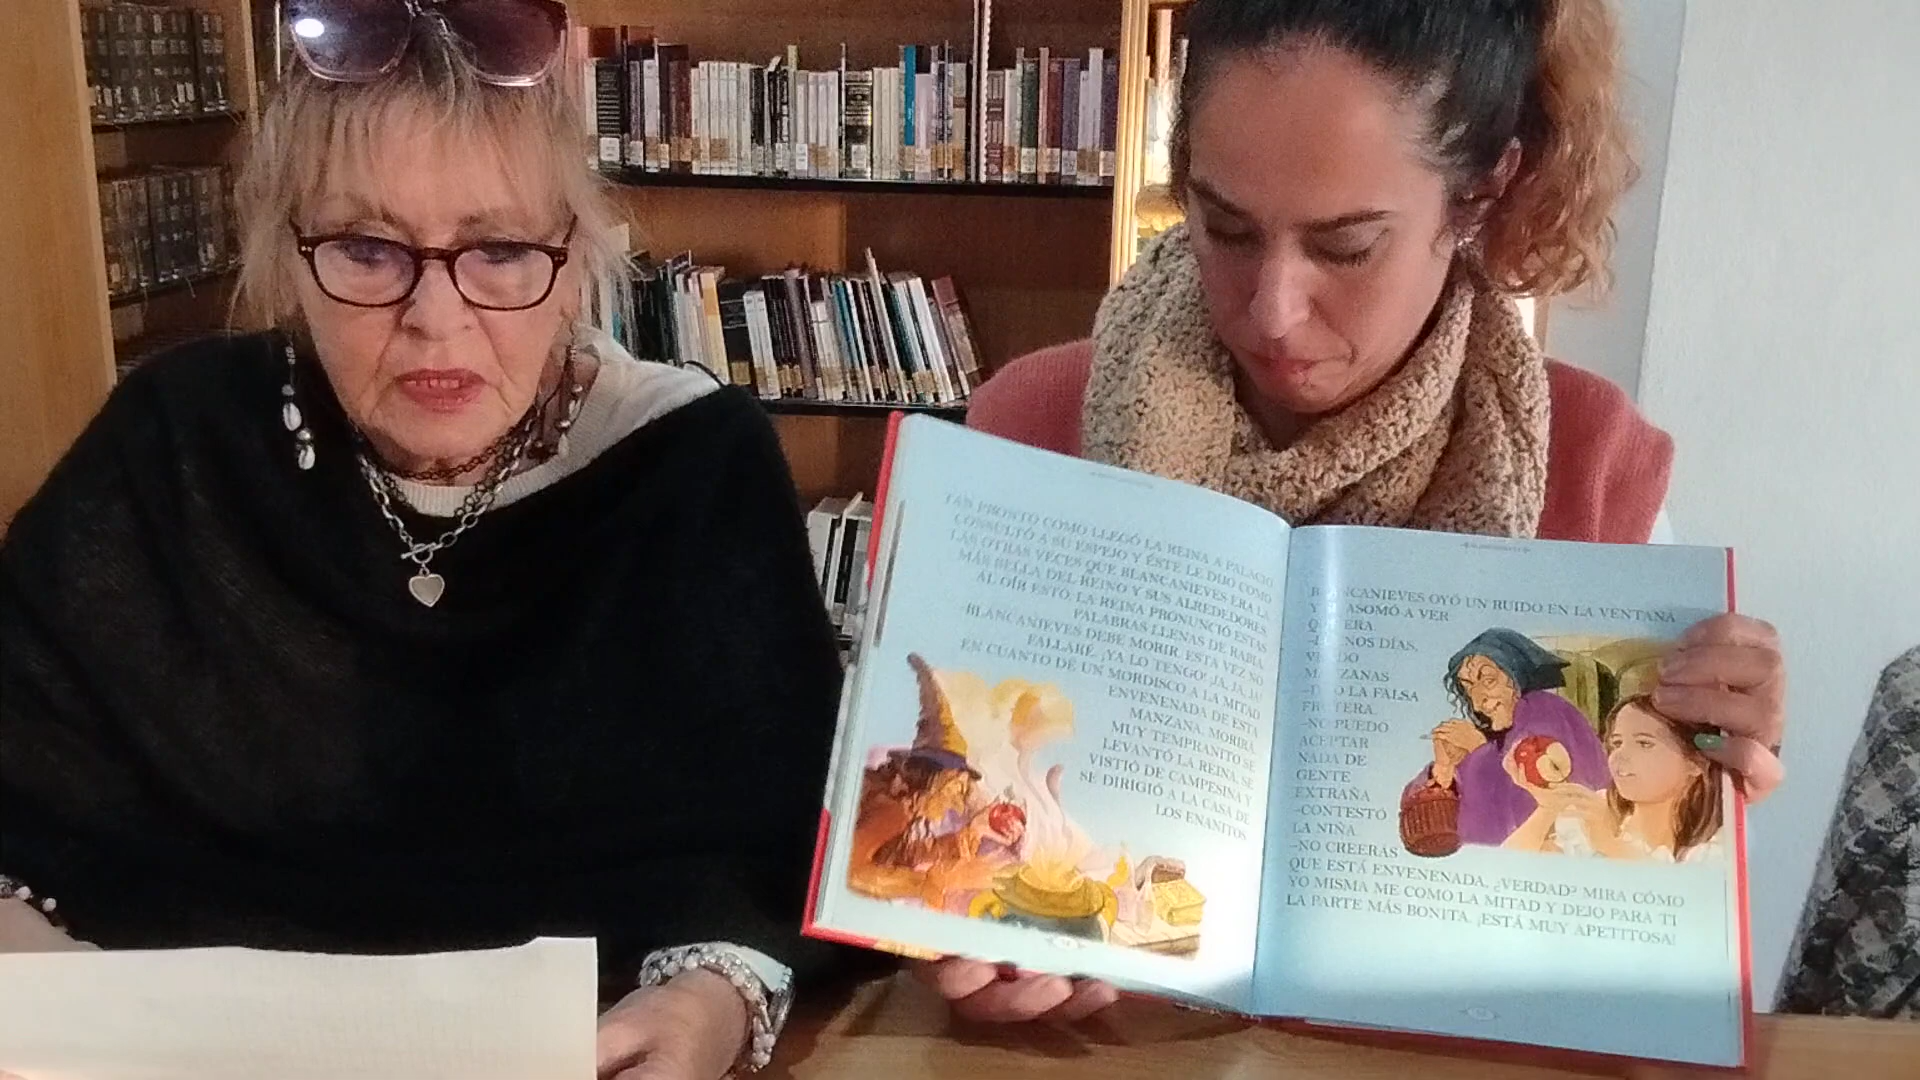 TAN PRONTO COMO LLEGÓ LA REINA A PALACIO
CONSULTÓ A SU ESPEJO Y ÉSTE LE DIJO COMO
LAS OTRAS VECES QUE BLANCANIEVES ERA LA
MÁS BELLA DEL REINO Y SUS ALREDEDORES.
AL OÍR ESTO, LA REINA PRONUNCIÓ ESTAS
PALABRAS LLENAS DE RABIA:
-BLANCANIEVES DEBE MORIR. ESTA VEZ NO
FALLARÉ. ¡YA LO TENGO! ¡JA, JA, JA!
EN CUANTO DÉ UN MORDISCO A LA MITAD
ENVENENADA DE ESTA
MANZANA, MORIRÁ.
MUY TEMPRANITO SE
LEVANTÓ LA REINA, SE
VISTIÓ DE CAMPESINA Y
SE DIRIGIÓ A LA CASA DE
LOS ENANITOS.
BLANCANIEVES OYÓ UN RUIDO EN LA VENTANA
Y SE ASOMÓ A VER
QUIÉN ERA.
-BUENOS DÍAS,
VENDO
MANZANAS
-DIJO LA FALSA
FRUTERA.
-NO PUEDO
ACEPTAR
NADA DE
GENTE
EXTRAÑA
-CONTESTÓ
LA NIÑA.
-NO CREERÁS
QUE ESTÁ ENVENENADA, ¿VERDAD? MIRA CÓMO
YO MISMA ME COMO LA MITAD Y DEJO PARA TI
LA PARTE MÁS BONITA. ¡ESTÁ MUY APETITOSA!